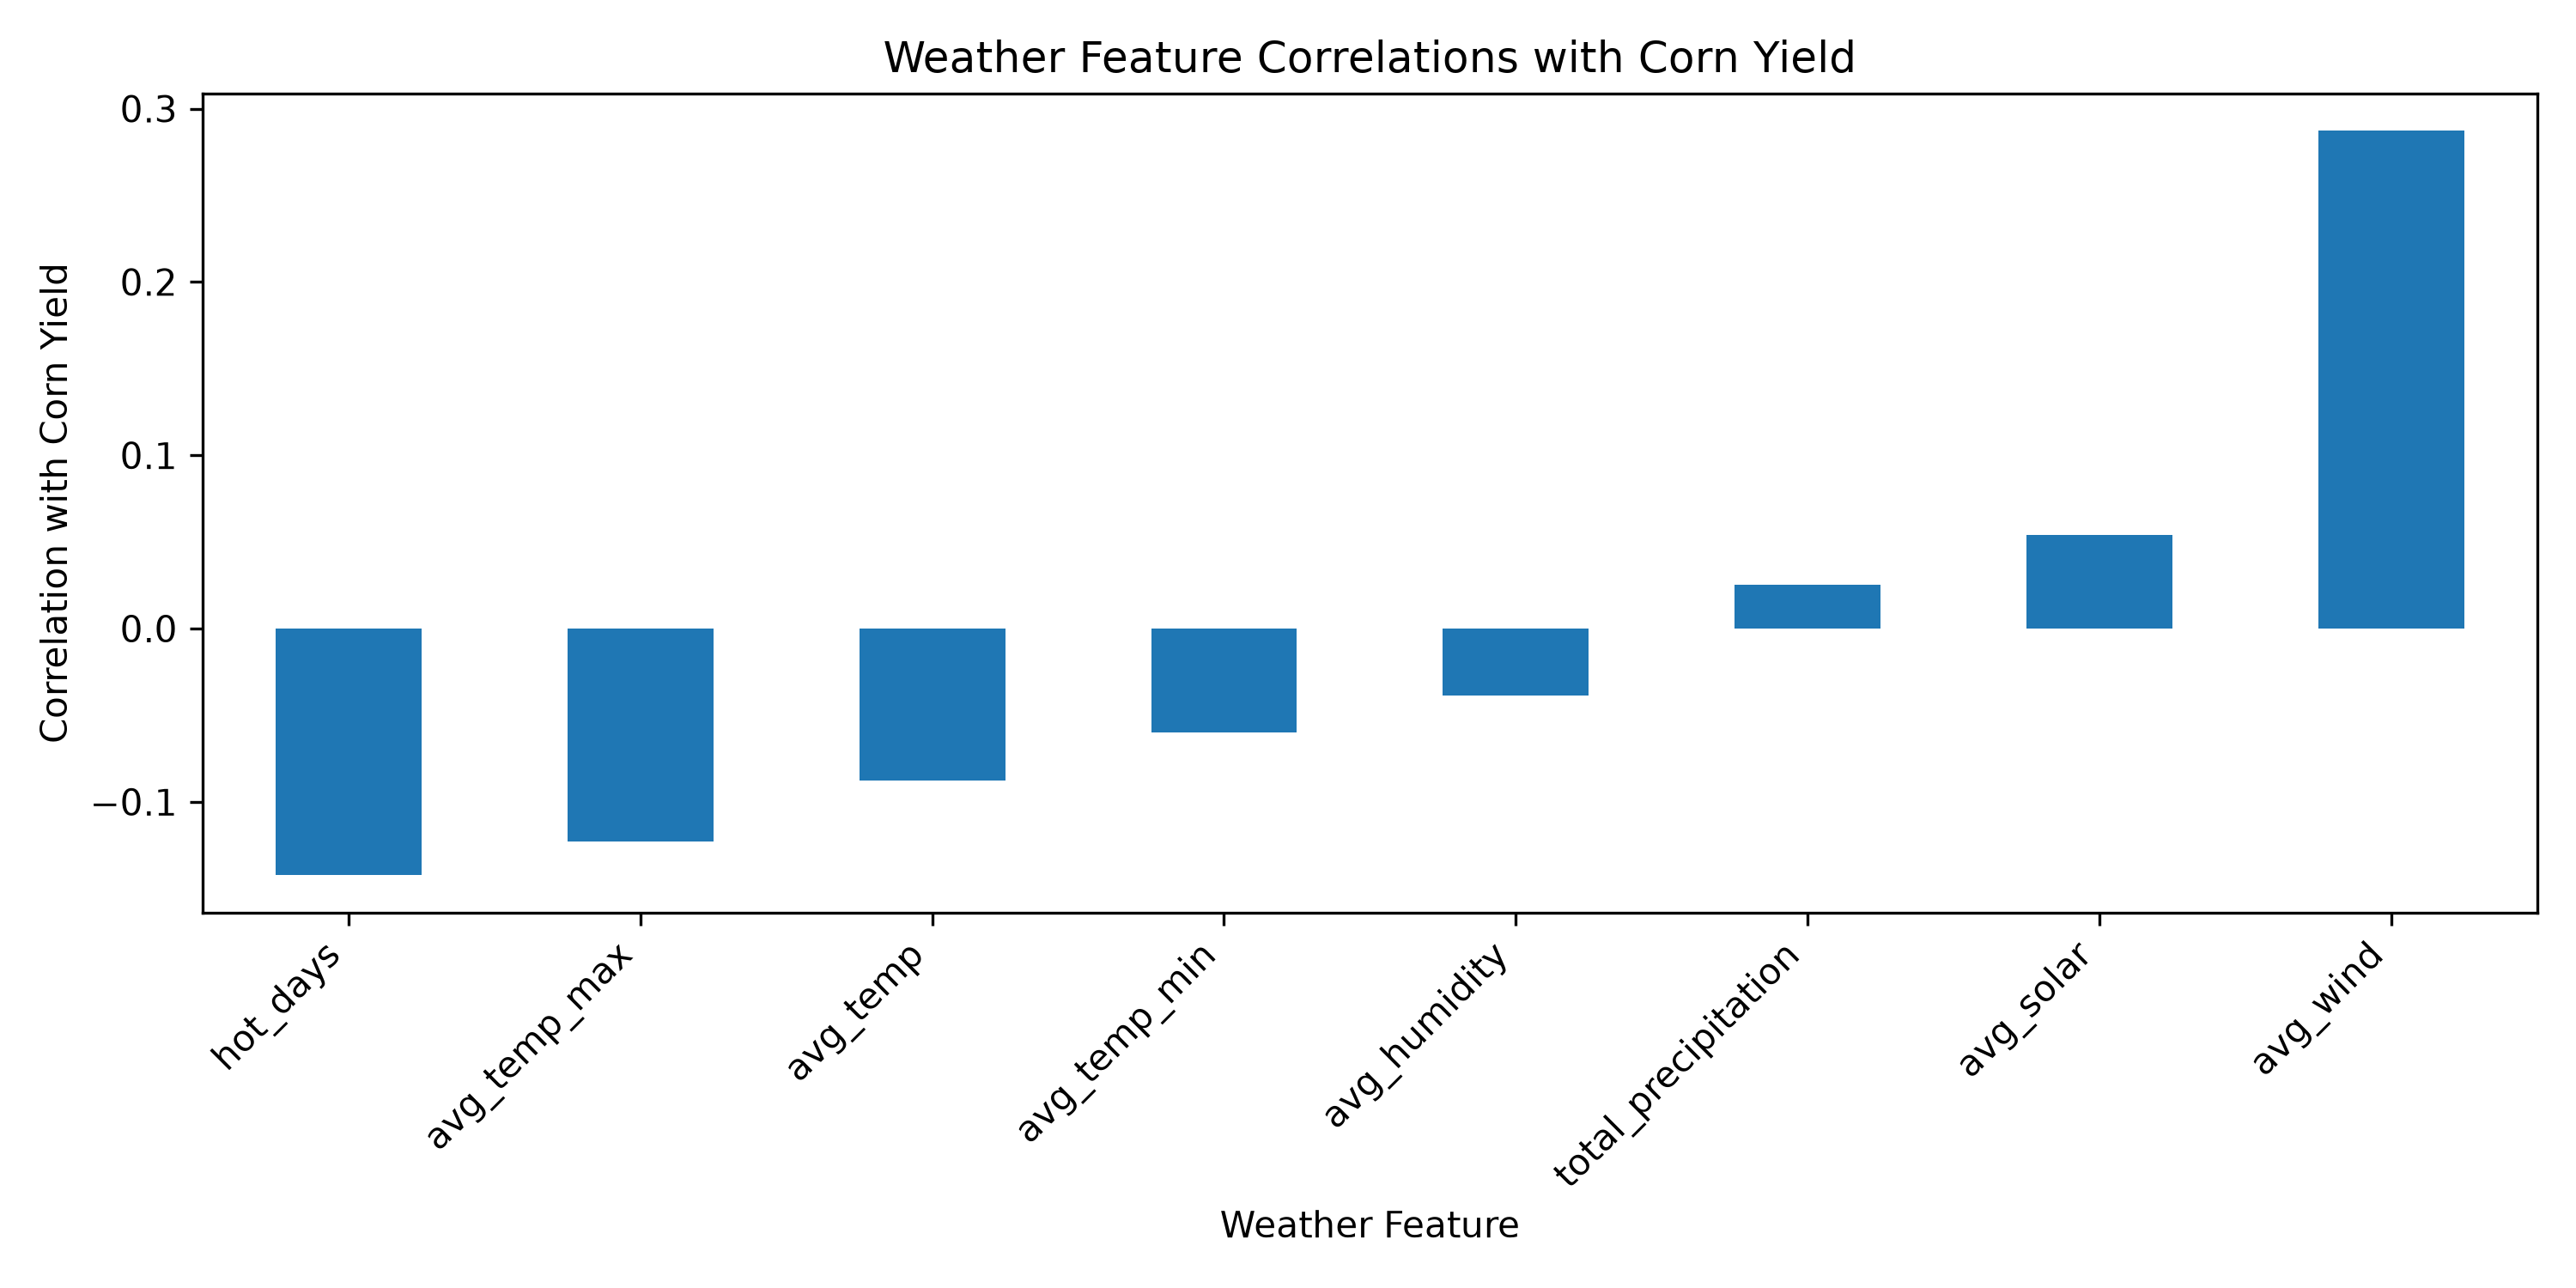 Weather Feature Correlations with Corn Yield
0.3
0.2
0.1
0.0
−0.1
Correlation with Corn Yield
hot_days
avg_temp_max
avg_temp
avg_temp_min
avg_humidity
total_precipitation
avg_solar
avg_wind
Weather Feature